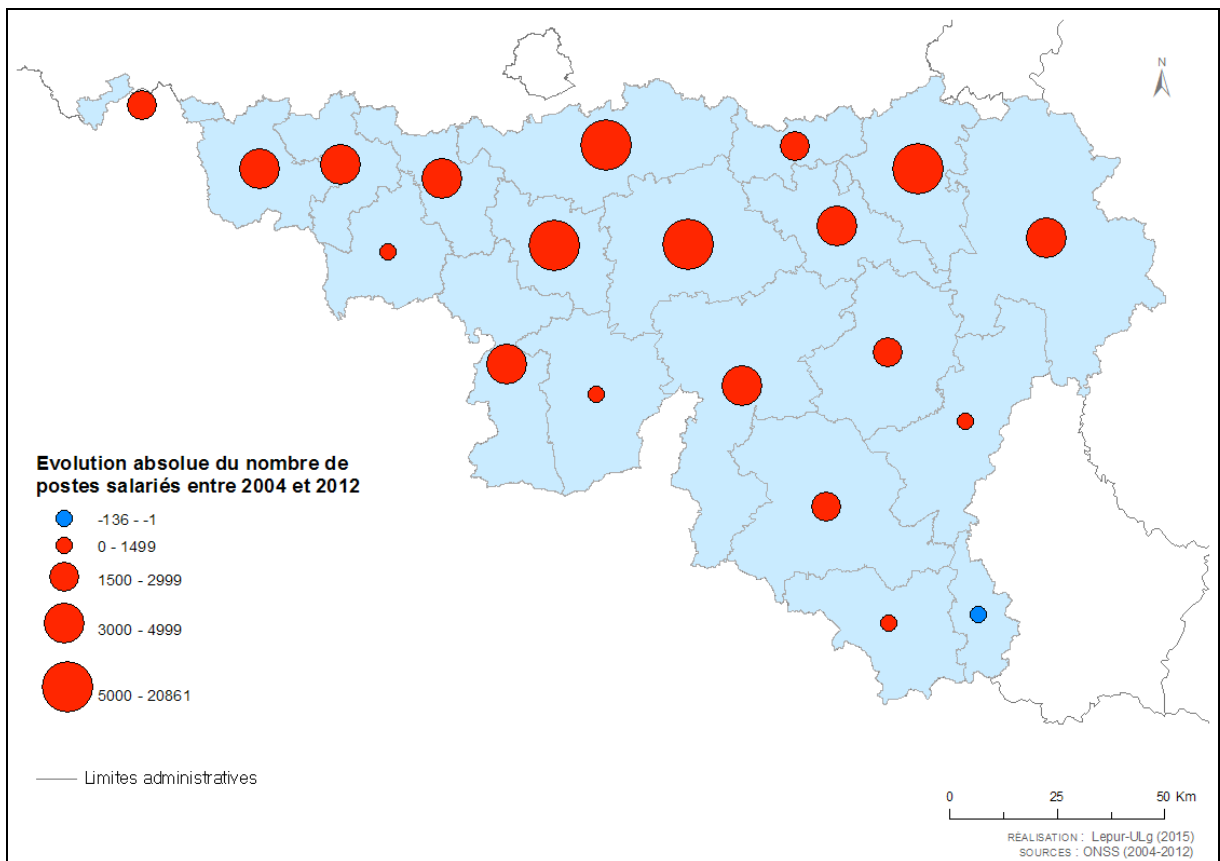 N
Evolution absolue du nombre de
postes salariés entre 2004 et 2012
-136 - -1
0 - 1499
1500 - 2999
3000 - 4999
5000 - 20861
Limites administratives
0 25 50 Km
RÉALISATION : Lepur-ULg (2015)
SOURCES : ONSS (2004-2012)